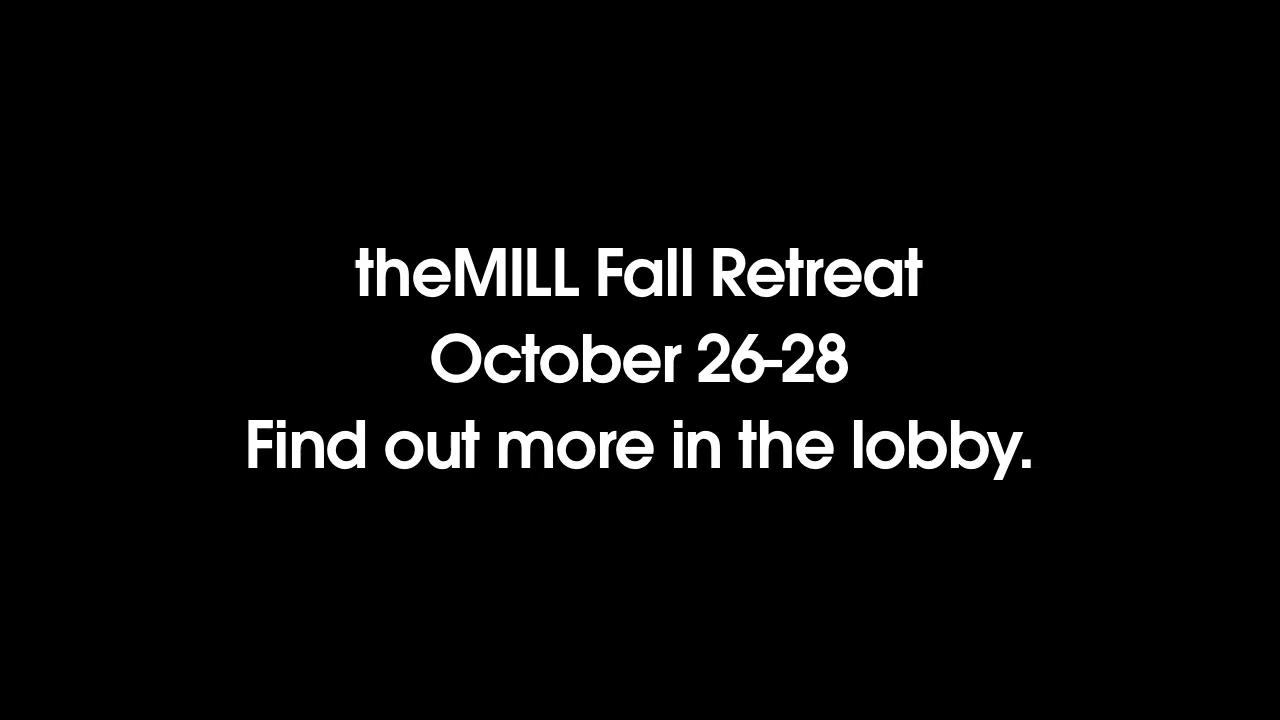 theMILL Fall Retreat
October 26-28
Find out more in the lobby.